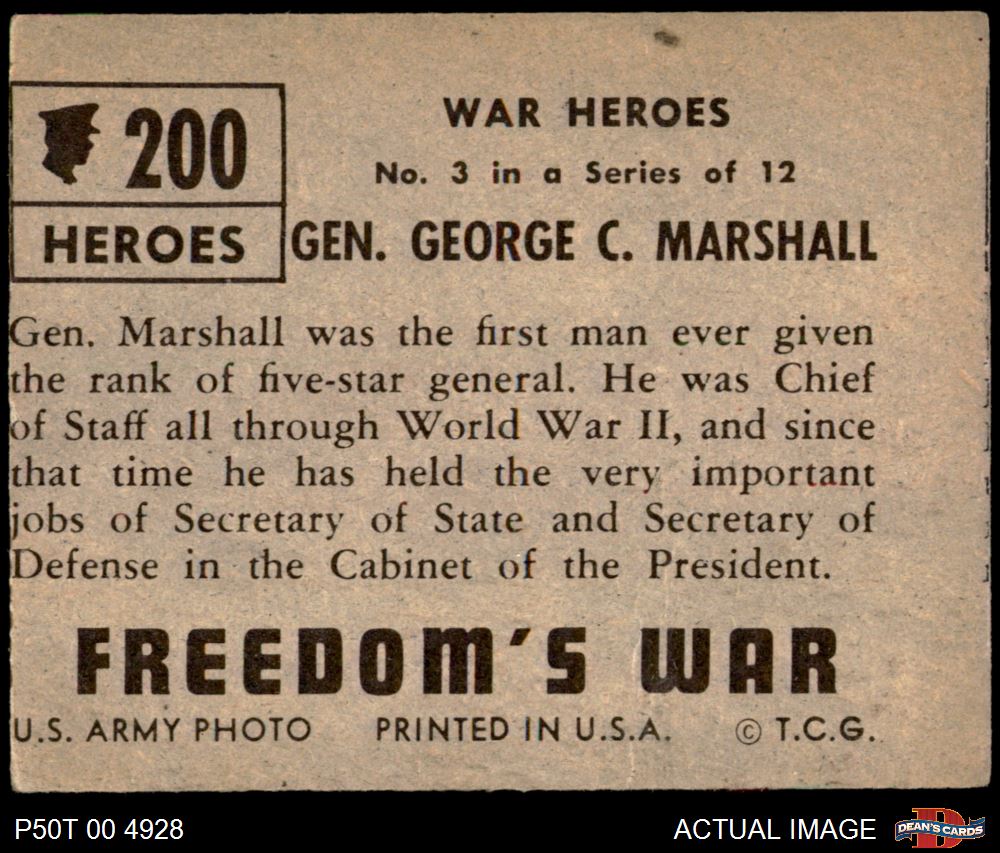 200
HEROES
WAR HEROES
No. 3 in a Series of 12
GEN. GEORGE C. MARSHALL
Gen. Marshall was the first man ever given
the rank of five-star general. He was Chief
of Staff all through World War II, and since
that time he has held the very important
jobs of Secretary of State and Secretary of
Defense in the Cabinet of the President.
FREEDOM'S WAR
U.S. ARMY PHOTO PRINTED IN U.S.A. © T.C.G.
P50T 00 4928
ACTUAL IMAGE
D
DEAN'S CARDS